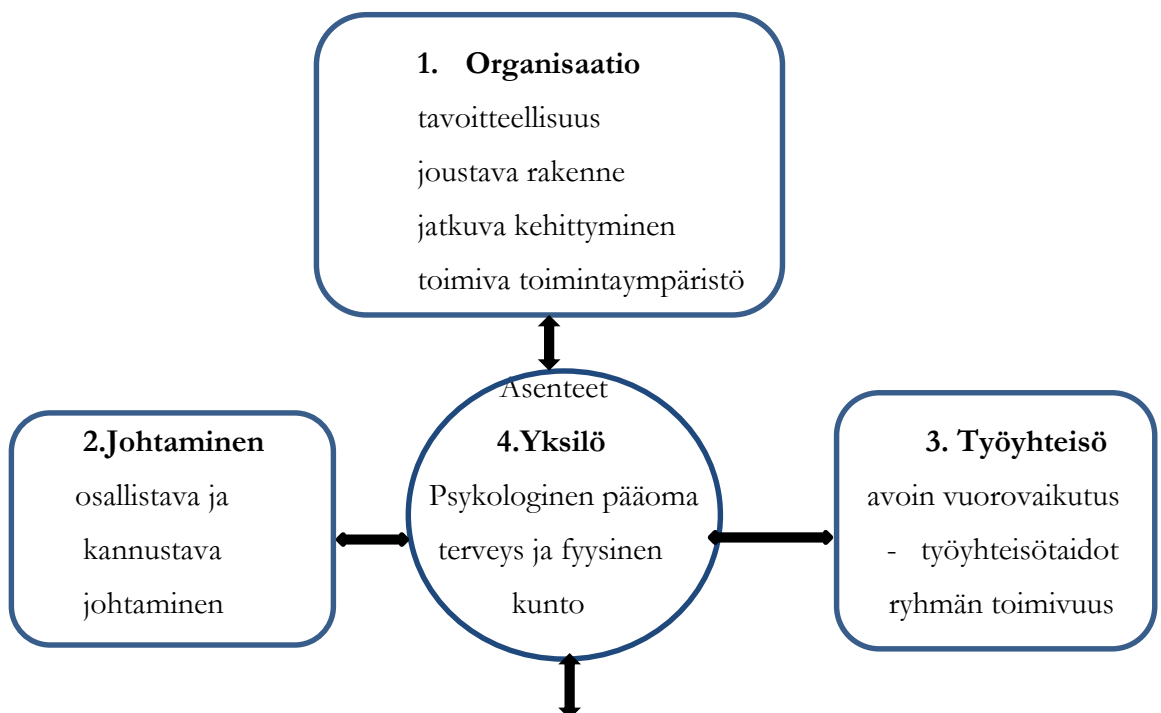 1. Organisaatio
tavoitteellisuus
joustava rakenne
jatkuva kehittyminen
toimiva toimintaympäristö
2.Johtaminen
osallistava ja
kannustava
johtaminen
Asenteet
4.Yksilö
Psykologinen pääoma
terveys ja fyysinen
kunto
3. Työyhteisö
avoin vuorovaikutus
- työyhteisötaidot
ryhmän toimivuus